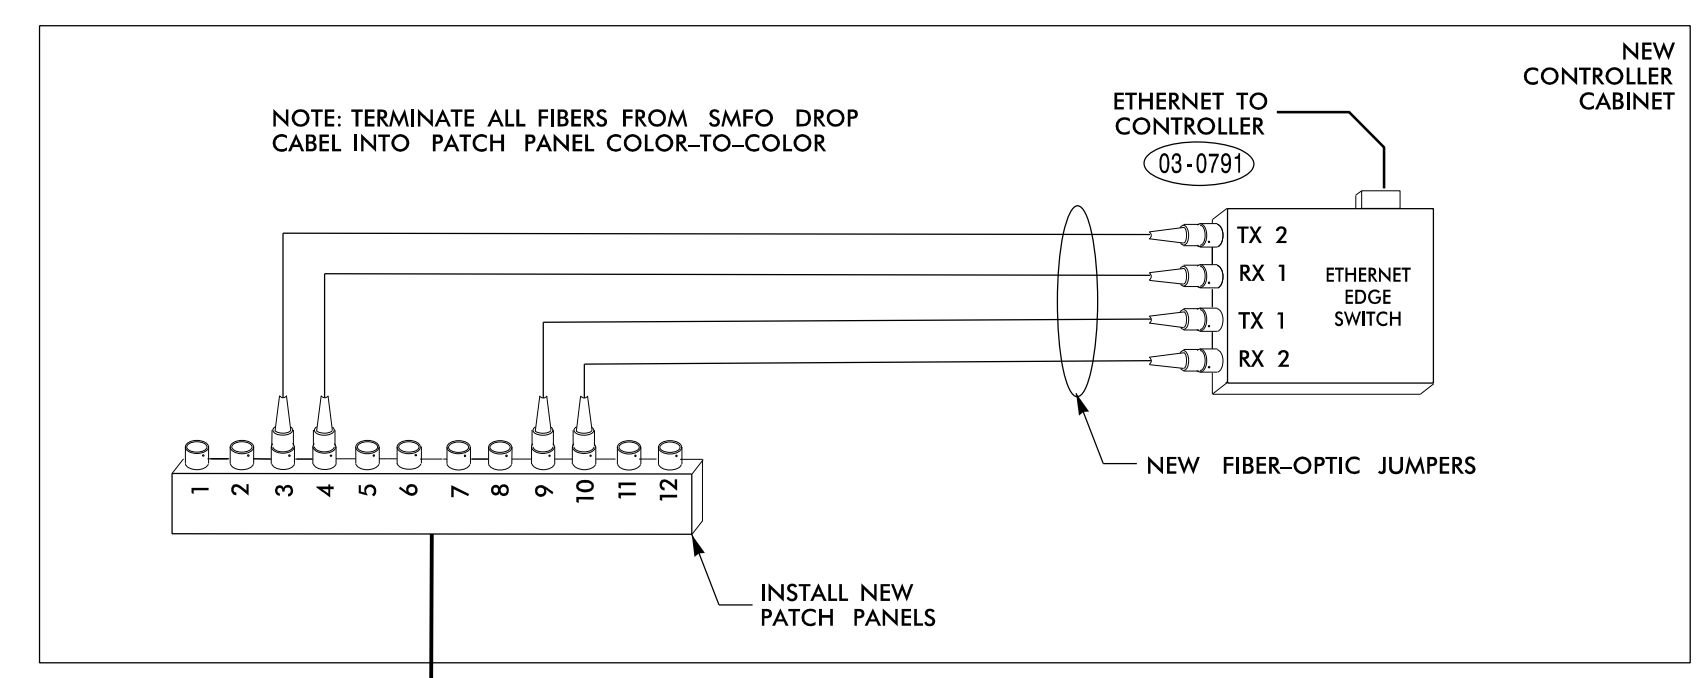 NEW
CONTROLLER
CABINET
NOTE: TERMINATE ALL FIBERS FROM SMFO DROP
CABEL INTO PATCH PANEL COLOR–TO–COLOR
ETHERNET TO
CONTROLLER
03-0791
TX 2
RX 1
TX 1
RX 2
ETHERNET
EDGE
SWITCH
NEW FIBER–OPTIC JUMPERS
1 2 3 4 5 6 7 8 9 10 11 12
INSTALL NEW
PATCH PANELS